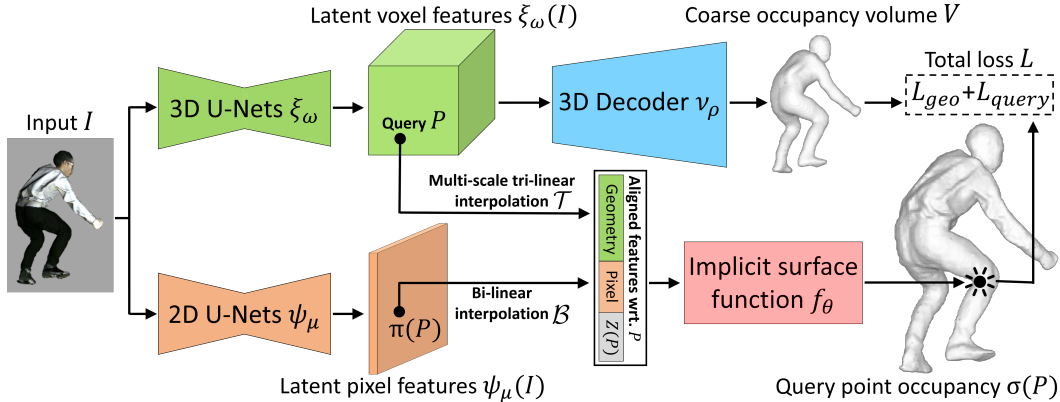 Latent voxel features ξ_ω(I)
Coarse occupancy volume V
Total loss L
L_geo+L_query
3D U-Nets ξ_ω
Query P
3D Decoder ν_ρ
Input I
Multi-scale tri-linear
interpolation 𝒯
Aligned features wrt. P
Geometry
Pixel
Z(P)
Implicit surface
function f_θ
2D U-Nets ψ_μ
π(P)
Bi-linear
interpolation ℬ
Latent pixel features ψ_μ(I)
Query point occupancy σ(P)